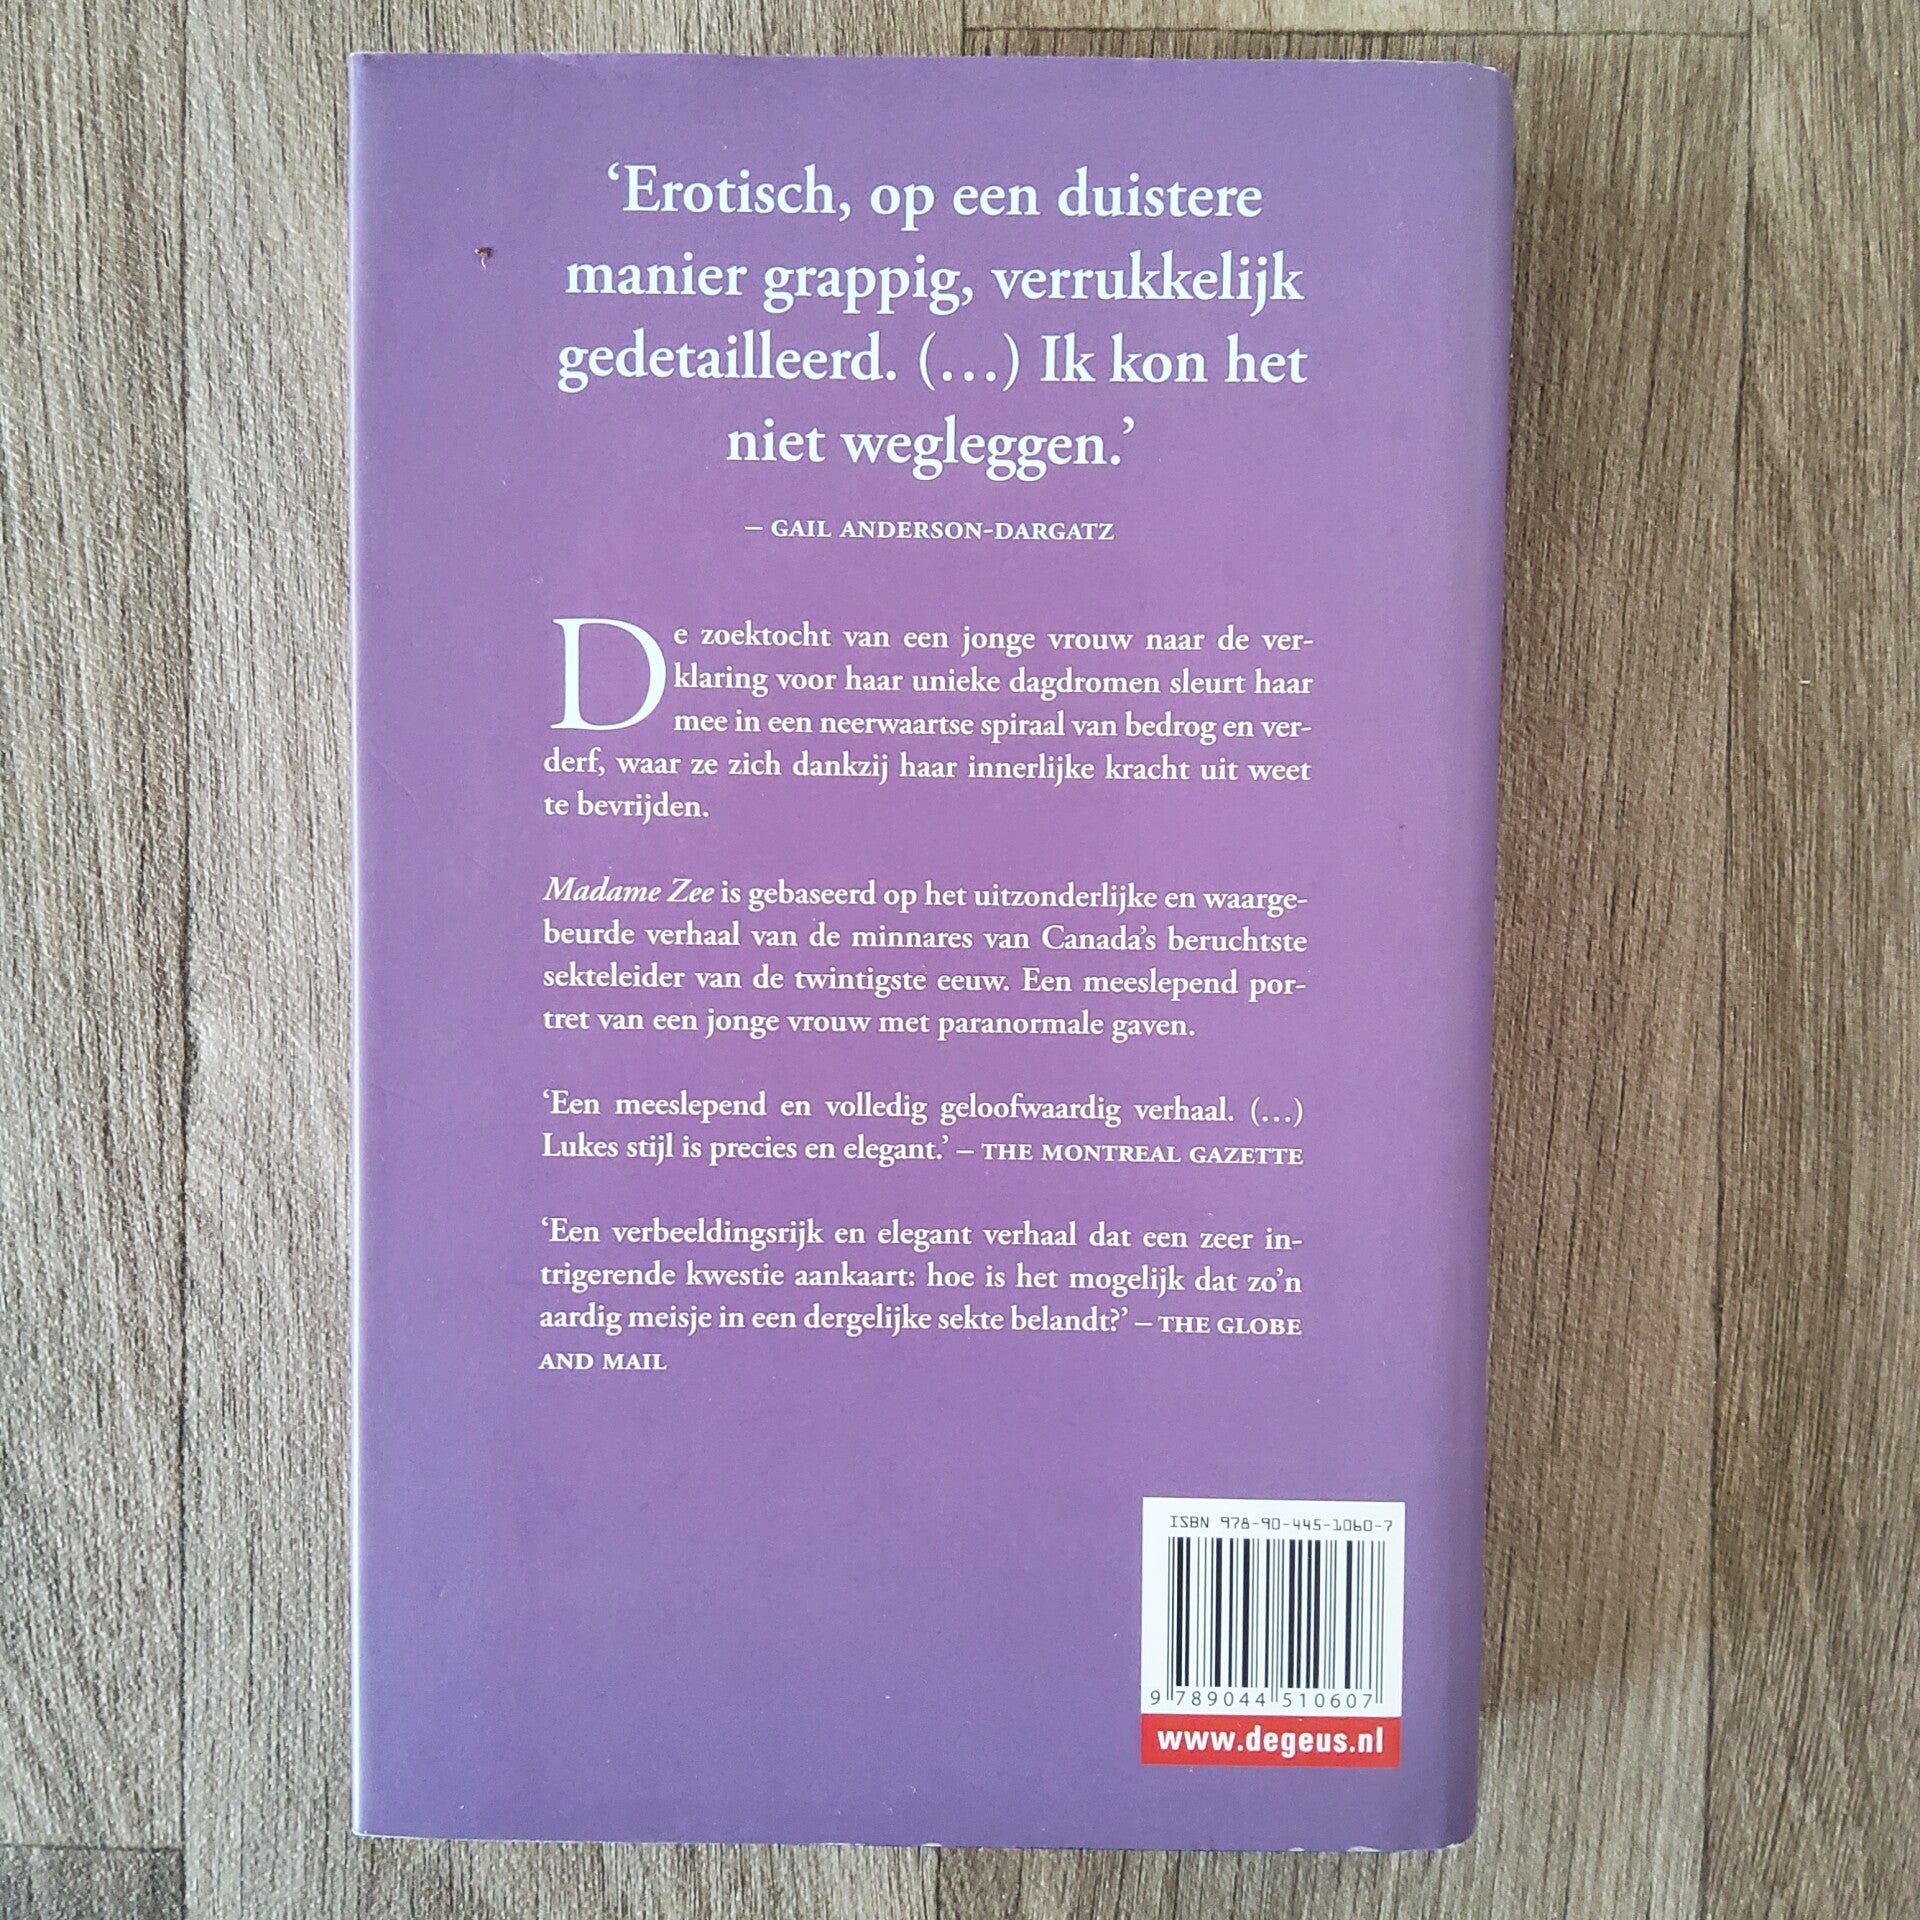 ‘Erotisch, op een duistere
manier grappig, verrukkelijk
gedetailleerd. (…) Ik kon het
niet wegleggen.’
– GAIL ANDERSON-DARGATZ
De zoektocht van een jonge vrouw naar de ver-
klaring voor haar unieke dagdromen sleurt haar
mee in een neerwaartse spiraal van bedrog en ver-
derf, waar ze zich dankzij haar innerlijke kracht uit weet
te bevrijden.
Madame Zee is gebaseerd op het uitzonderlijke en waarge-
beurde verhaal van de minnares van Canada’s beruchtste
sekteleider van de twintigste eeuw. Een meeslepend por-
tret van een jonge vrouw met paranormale gaven.
‘Een meeslepend en volledig geloofwaardig verhaal. (…)
Lukes stijl is precies en elegant.’ – THE MONTREAL GAZETTE
‘Een verbeeldingsrijk en elegant verhaal dat een zeer in-
trigerende kwestie aankaart: hoe is het mogelijk dat zo’n
aardig meisje in een dergelijke sekte belandt?’ – THE GLOBE
AND MAIL
ISBN 978-90-445-1060-7
9 789044 510607
www.degeus.nl